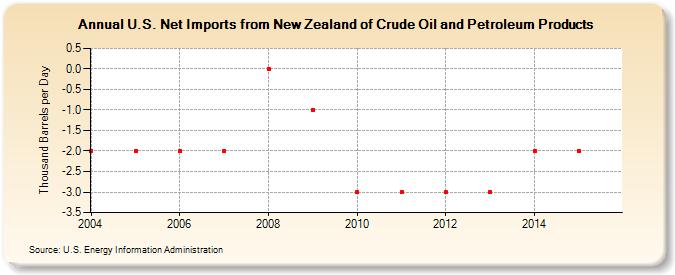 Annual U.S. Net Imports from New Zealand of Crude Oil and Petroleum Products
Thousand Barrels per Day
0.5
0.0
-0.5
-1.0
-1.5
-2.0
-2.5
-3.0
-3.5
2004 2006 2008 2010 2012 2014
Source: U.S. Energy Information Administration